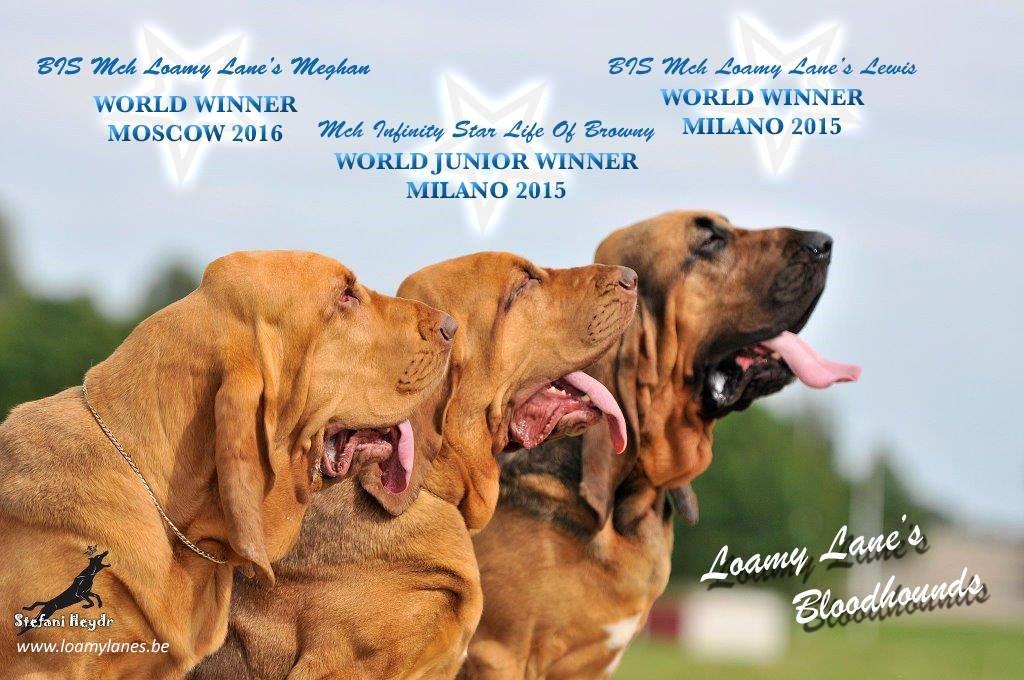 BIS Mch Loamy Lane's Meghan
WORLD WINNER
MOSCOW 2016
Mch Infinity Star Life Of Browny
WORLD JUNIOR WINNER
MILANO 2015
BIS Mch Loamy Lane's Lewis
WORLD WINNER
MILANO 2015
Loamy Lane's
Bloodhounds
Stefani Heydr
www.loamylanes.be